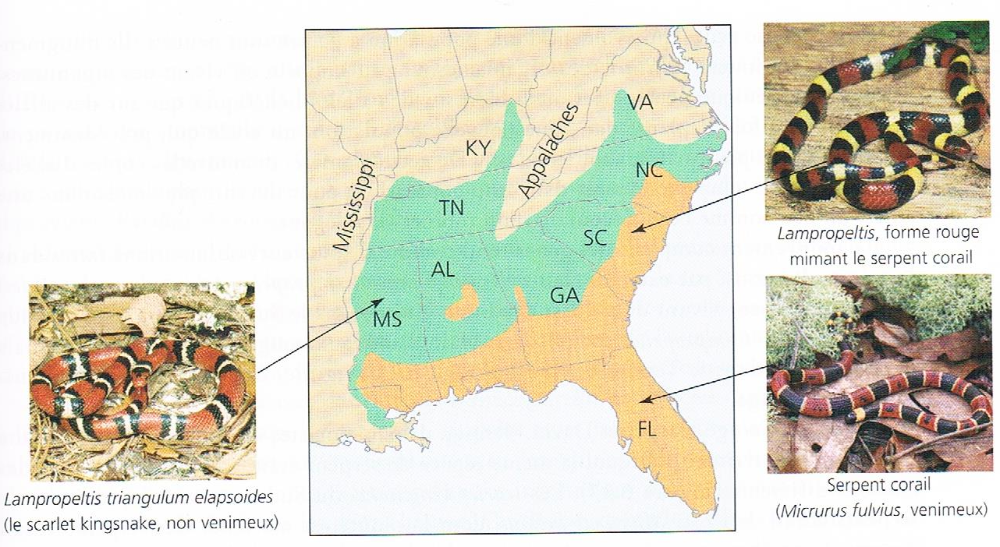 VA
KY
Appalaches
Mississippi
NC
TN
SC
AL
GA
MS
FL
Lampropeltis, forme rouge
mimant le serpent corail
Serpent corail
(Micrurus fulvius, venimeux)
Lampropeltis triangulum elapsoides
(le scarlet kingsnake, non venimeux)